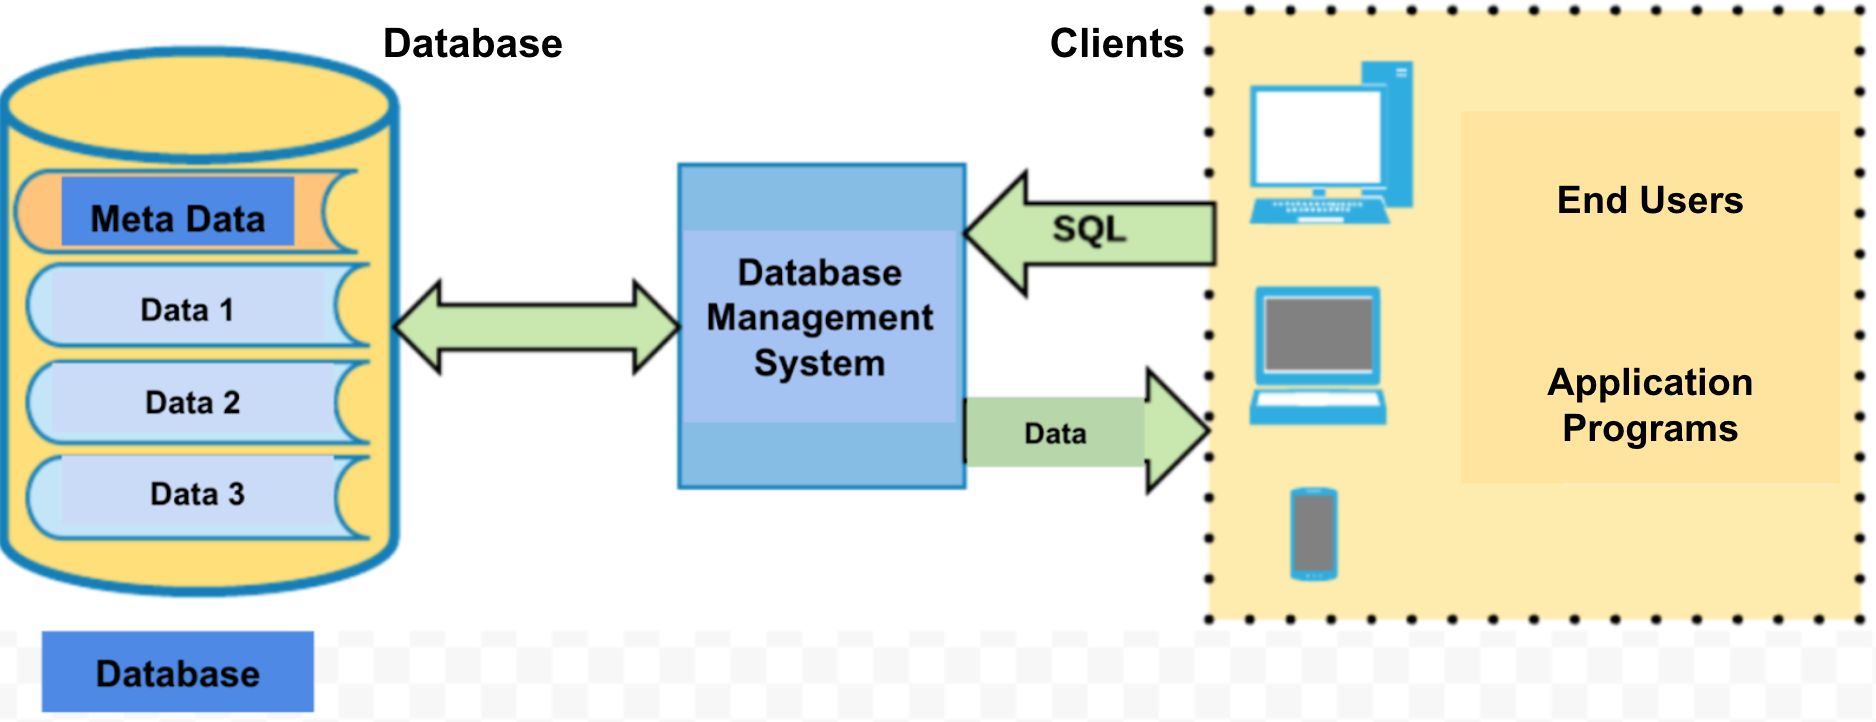 Database
Clients
Meta Data
Data 1
Data 2
Data 3
Database
Management
System
SQL
Data
End Users
Application
Programs
Database